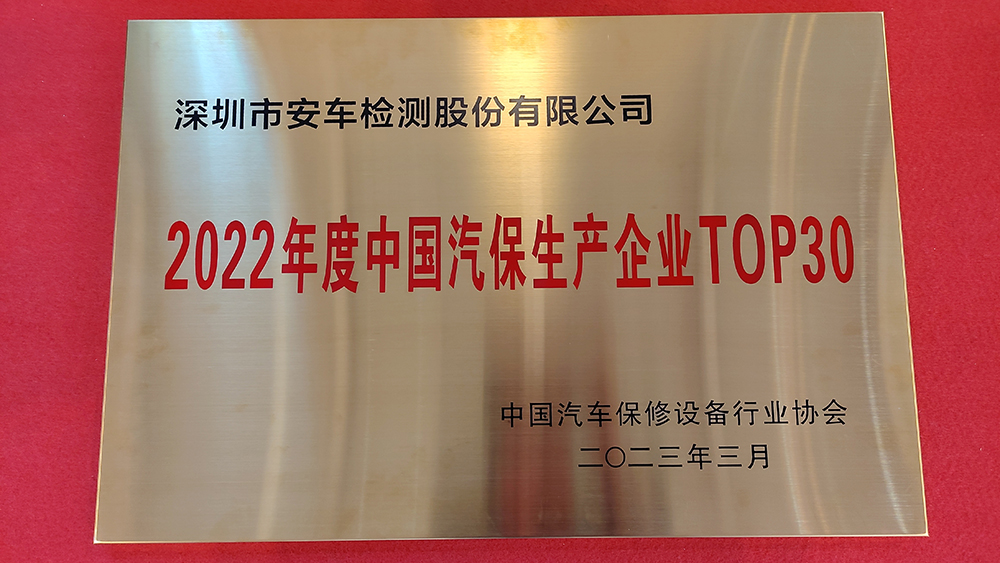 深圳市安车检测股份有限公司
2022年度中国汽保生产企业TOP30
中国汽车保修设备行业协会
二〇二三年三月